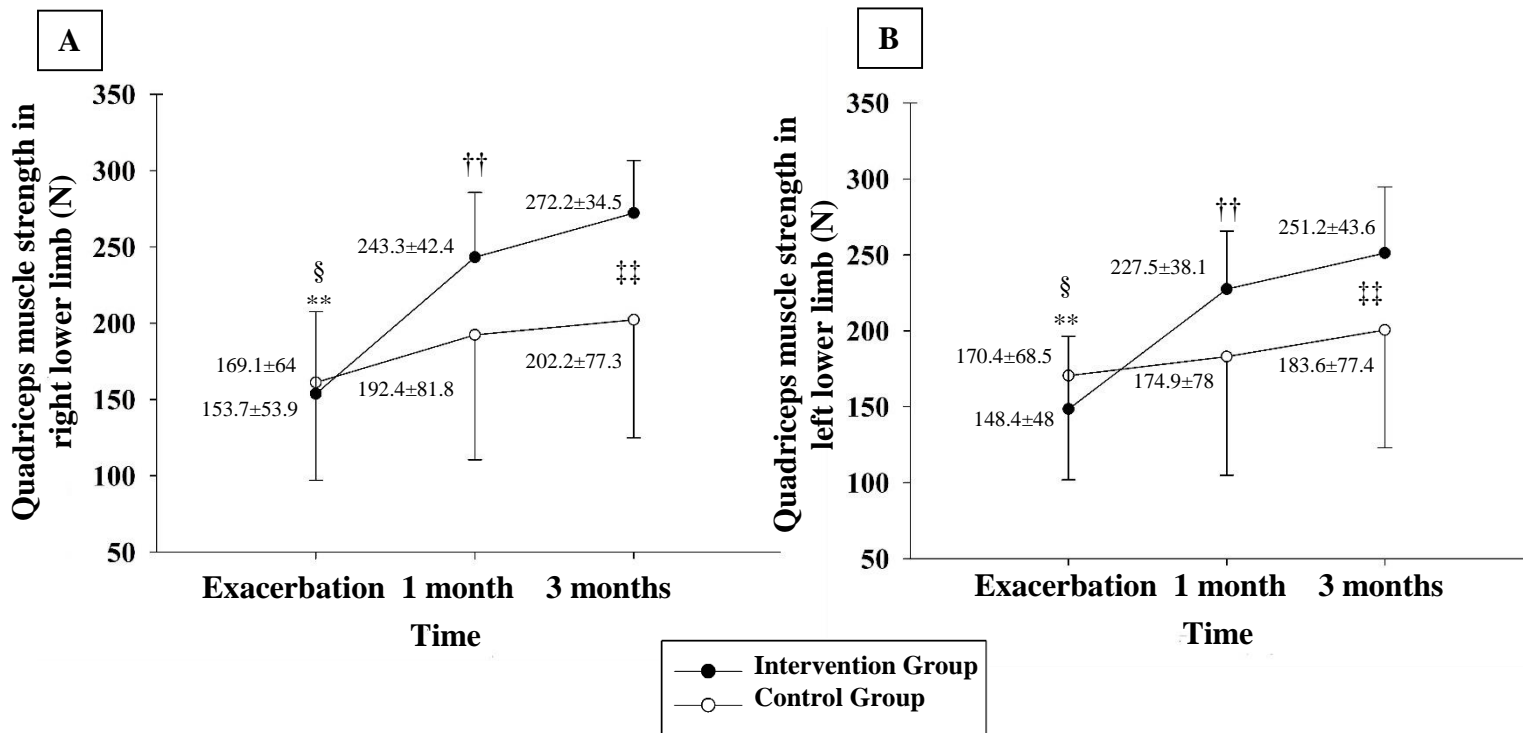 A
Quadriceps muscle strength in
right lower limb (N)
350
300
250
200
150
100
50
††
272.2±34.5
243.3±42.4
§
**
‡‡
169.1±64
153.7±53.9
192.4±81.8
202.2±77.3
Exacerbation 1 month 3 months
Time
B
Quadriceps muscle strength in
left lower limb (N)
350
300
250
200
150
100
50
††
251.2±43.6
227.5±38.1
§
**
‡‡
170.4±68.5
148.4±48
174.9±78
183.6±77.4
Exacerbation 1 month 3 months
Time
Intervention Group
Control Group